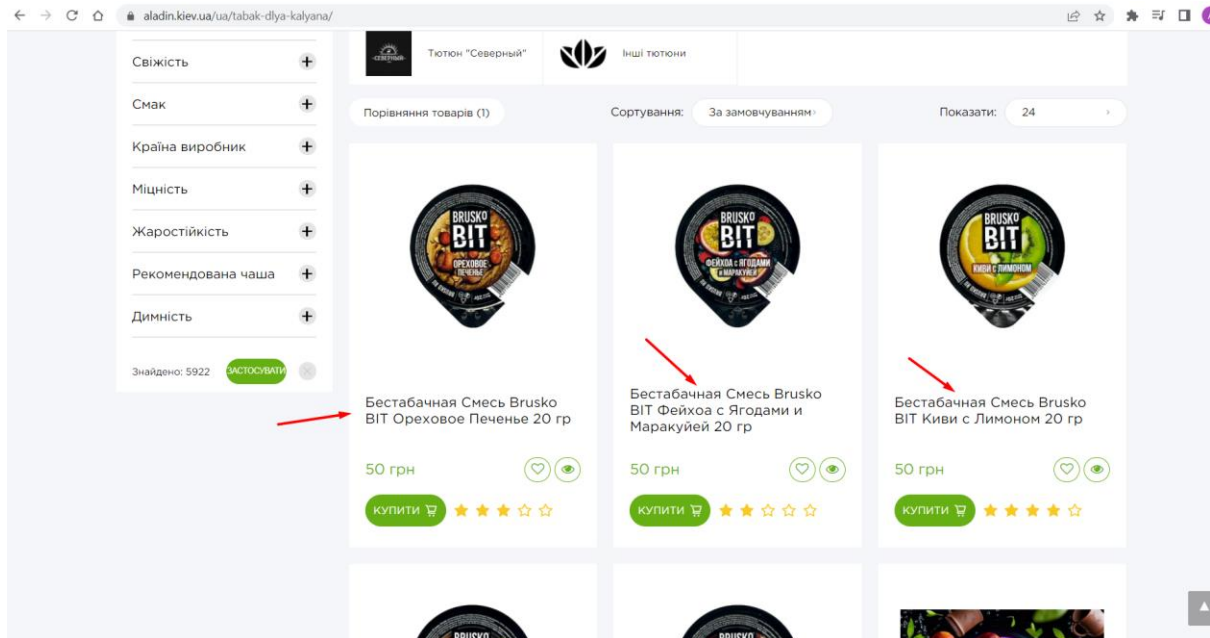 aladin.kiev.ua/ua/tabak-dlya-kalyana/
Свіжість
Смак
Країна виробник
Міцність
Жаростійкість
Рекомендована чаша
Димність
Знайдено: 5922
ЗАСТОСУВАТИ
СЕВЕРНЫЙ
Тютюн "Северный"
Інші тютюни
Порівняння товарів (1)
Сортування:
За замовчуванням
Показати:
24
BRUSKO
BIT
ОРЕХОВОЕ
ПЕЧЕНЬЕ
Бестабачная Смесь Brusko
BIT Ореховое Печенье 20 гр
50 грн
КУПИТИ
BRUSKO
BIT
ФЕЙХОА с ЯГОДАМИ
и МАРАКУЙЕЙ
Бестабачная Смесь Brusko
BIT Фейхоа с Ягодами и
Маракуйей 20 гр
50 грн
КУПИТИ
BRUSKO
BIT
КИВИ с ЛИМОНОМ
Бестабачная Смесь Brusko
BIT Киви с Лимоном 20 гр
50 грн
КУПИТИ
BRUSKO
BRUSKO